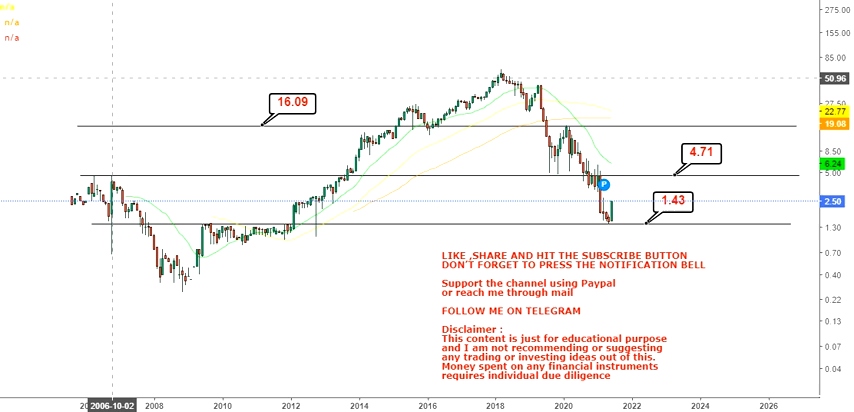 n/a
n/a
n/a
275.00
155.00
85.00
50.96
27.50
22.77
19.08
16.09
8.50
4.71
6.24
5.00
P
1.43
2.50
1.30
0.70
0.40
0.22
0.13
0.07
0.04
LIKE ,SHARE AND HIT THE SUBSCRIBE BUTTON
DON'T FORGET TO PRESS THE NOTIFICATION BELL
Support the channel using Paypal
or reach me through mail
FOLLOW ME ON TELEGRAM
Disclaimer :
This content is just for educational purpose
and I am not recommending or suggesting
any trading or investing ideas out of this.
Money spent on any financial instruments
requires individual due diligence
2006-10-02 2008 2010 2012 2014 2016 2018 2020 2022 2024 2026